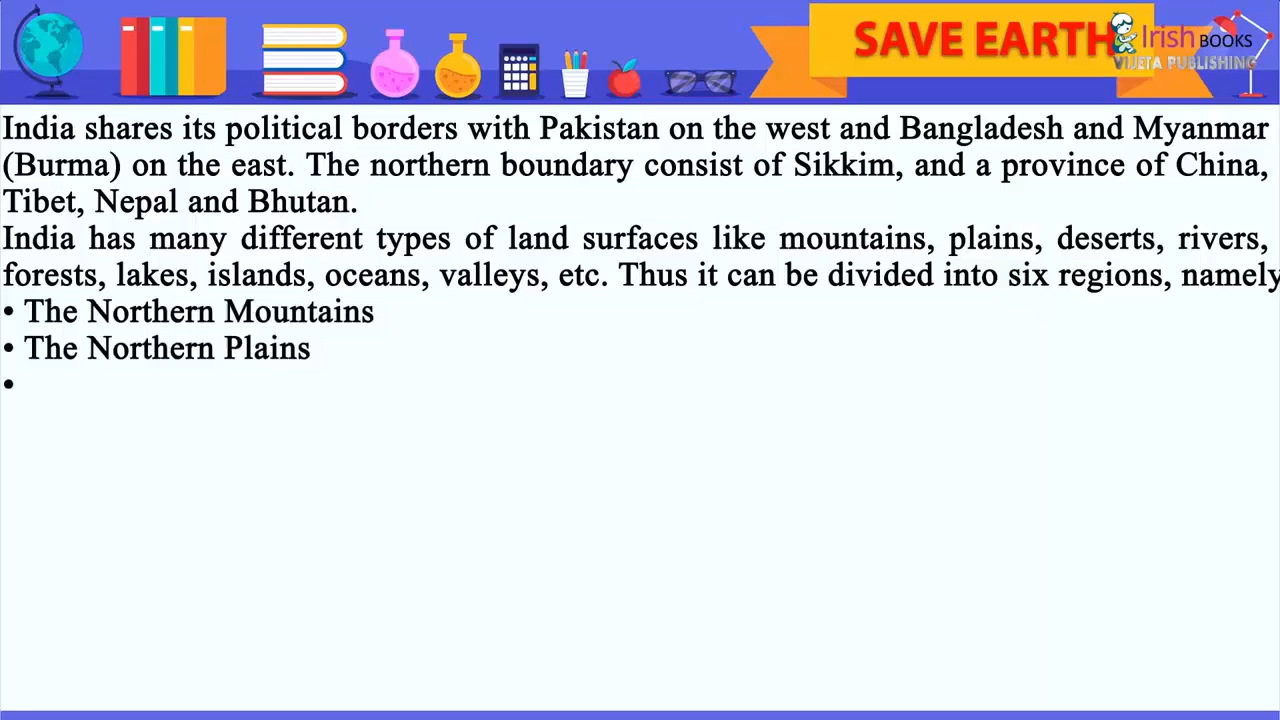 SAVE EARTH
Irish BOOKS
VIJETA PUBLISHING
India shares its political borders with Pakistan on the west and Bangladesh and Myanmar
(Burma) on the east. The northern boundary consist of Sikkim, and a province of China,
Tibet, Nepal and Bhutan.
India has many different types of land surfaces like mountains, plains, deserts, rivers,
forests, lakes, islands, oceans, valleys, etc. Thus it can be divided into six regions, namely
• The Northern Mountains
• The Northern Plains
•